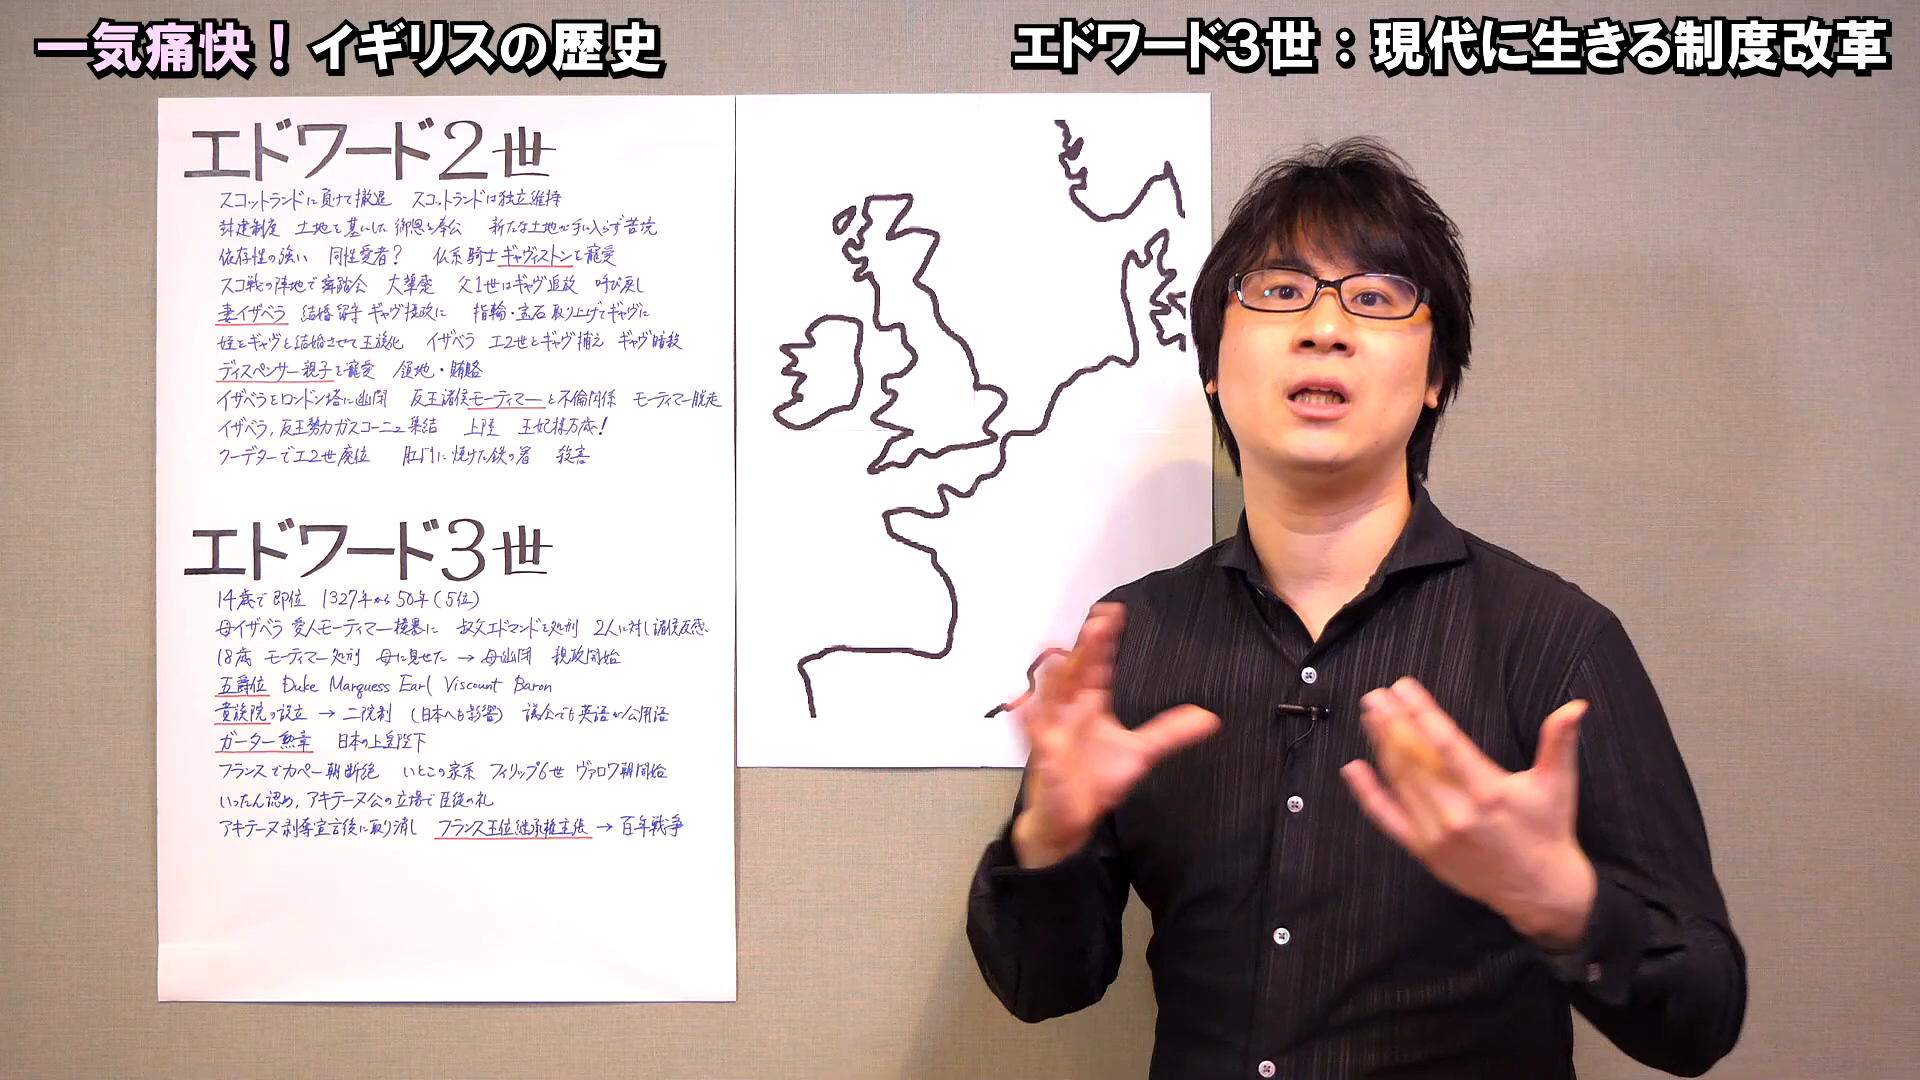 一気痛快！イギリスの歴史
エドワード3世：現代に生きる制度改革
エドワード2世
スコットランドに負けて撤退 スコットランドは独立維持
封建制度 土地を基にした御恩と奉公 新たな土地が手に入らず苦境
依存性の強い 同性愛者? 仏系騎士ギャヴィストンを寵愛
スコ戦の陣地で舞踏会 大顰蹙 父1世はギャヴ追放 呼び戻し
妻イザベラ 結婚留守ギャヴ摂政に 指輪・宝石取り上げてギャヴに
姪をギャヴと結婚させて王族化 イザベラ エ2世とギャヴ捕え ギャヴ暗殺
ディスペンサー親子を寵愛 領地・賄賂
イザベラをロンドン塔に幽閉 反王諸侯モーティマーと不倫関係 モーティマー脱走
イザベラ,反王勢力ガスコーニュ集結 上陸 王妃様万歳!
クーデターでエ2世廃位 肛門に焼けた鉄の箸 殺害
エドワード3世
14歳で即位 1327年から50年(5位)
母イザベラ 愛人モーティマー横暴に 叔父エドマンドを処刑 2人に対し諸侯反感
18歳 モーティマー処刑 母に見せた → 母幽閉 親政開始
五爵位 Duke Marquess Earl Viscount Baron
貴族院の設立 → 二院制 (日本へも影響) 議会でも英語が公用語
ガーター勲章 日本の上皇陛下
フランスでカペー朝断絶 いとこの家系 フィリップ6世 ヴァロワ朝開始
いったん認め,アキテーヌ公の立場で臣従の礼
アキテーヌ剥奪宣言後に取り消し フランス王位継承権主張 → 百年戦争